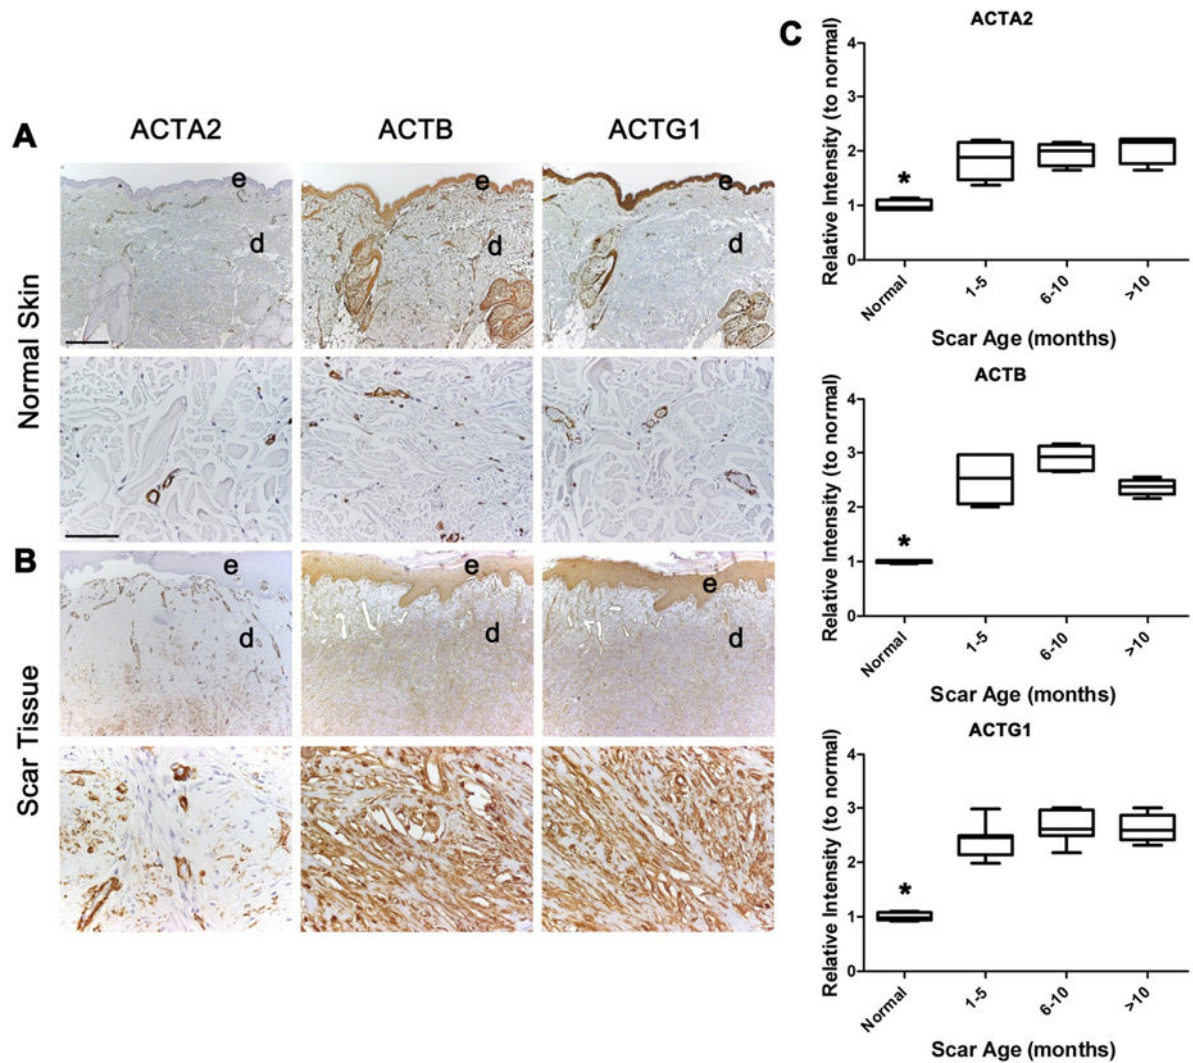 A
ACTA2 ACTB ACTG1
Normal Skin
e e e
d d d
B
Scar Tissue
e e e
d d d
C
ACTA2
Relative Intensity (to normal)
4
3
2
1
0
*
Normal 1-5 6-10 >10
Scar Age (months)
ACTB
Relative Intensity (to normal)
4
3
2
1
0
*
Normal 1-5 6-10 >10
Scar Age (months)
ACTG1
Relative Intensity (to normal)
4
3
2
1
0
*
Normal 1-5 6-10 >10
Scar Age (months)